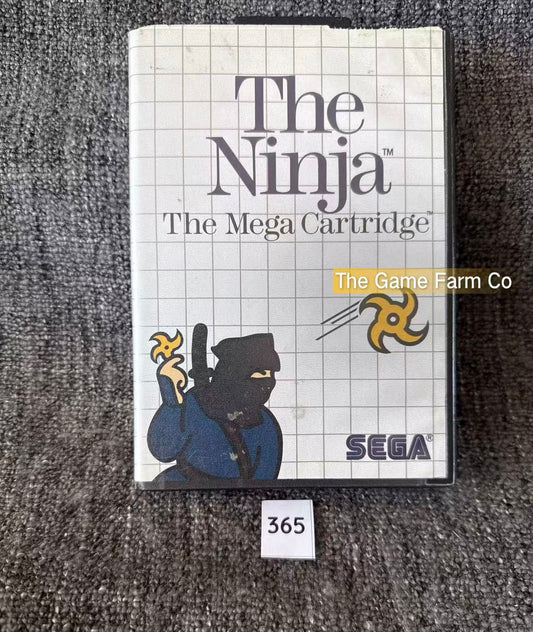 The
Ninja™
The Mega Cartridge™
The Game Farm Co
SEGA®
365